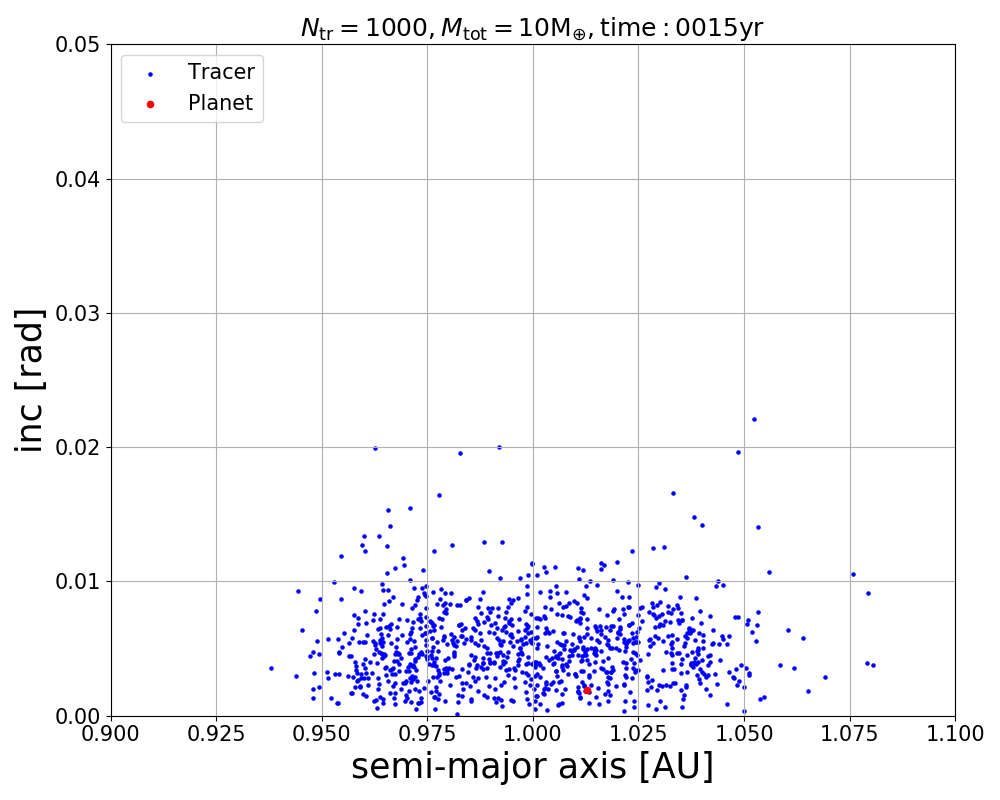 N_tr = 1000, M_tot = 10M⊕, time : 0015yr
Tracer
Planet
0.05
0.04
0.03
0.02
0.01
0.00
inc [rad]
0.900 0.925 0.950 0.975 1.000 1.025 1.050 1.075 1.100
semi-major axis [AU]